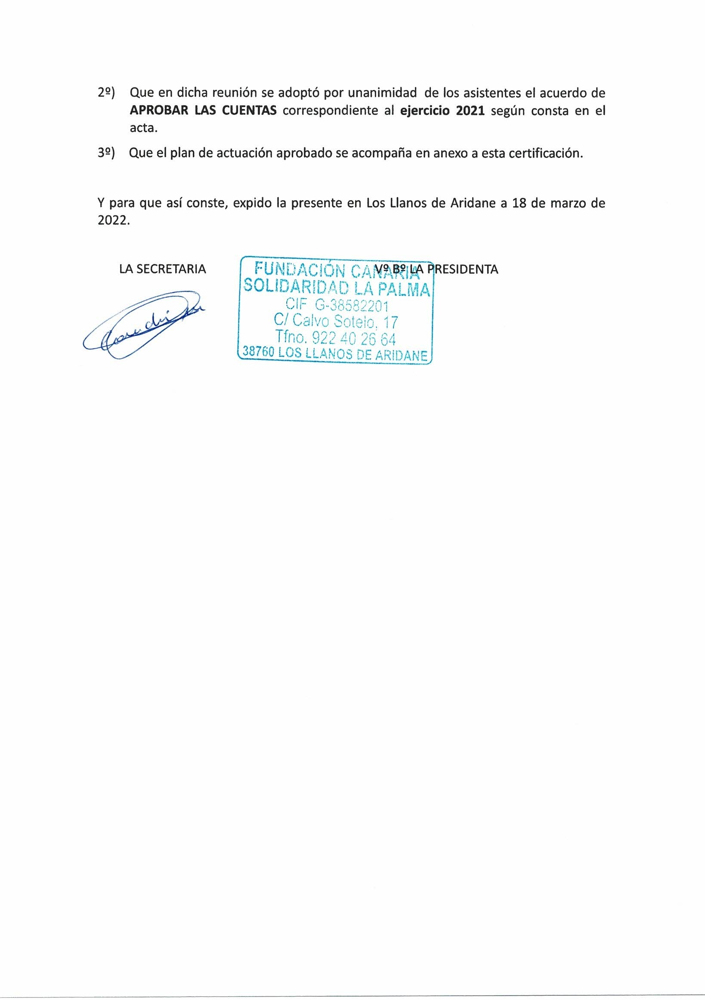 2º) Que en dicha reunión se adoptó por unanimidad de los asistentes el acuerdo de
APROBAR LAS CUENTAS correspondiente al ejercicio 2021 según consta en el
acta.
3º) Que el plan de actuación aprobado se acompaña en anexo a esta certificación.
Y para que así conste, expido la presente en Los Llanos de Aridane a 18 de marzo de
2022.
LA SECRETARIA
Vº Bº LA PRESIDENTA
FUNDACIÓN CANARIA
SOLIDARIDAD LA PALMA
CIF G-38582201
C/ Calvo Sotelo, 17
Tfno. 922 40 26 64
38760 LOS LLANOS DE ARIDANE